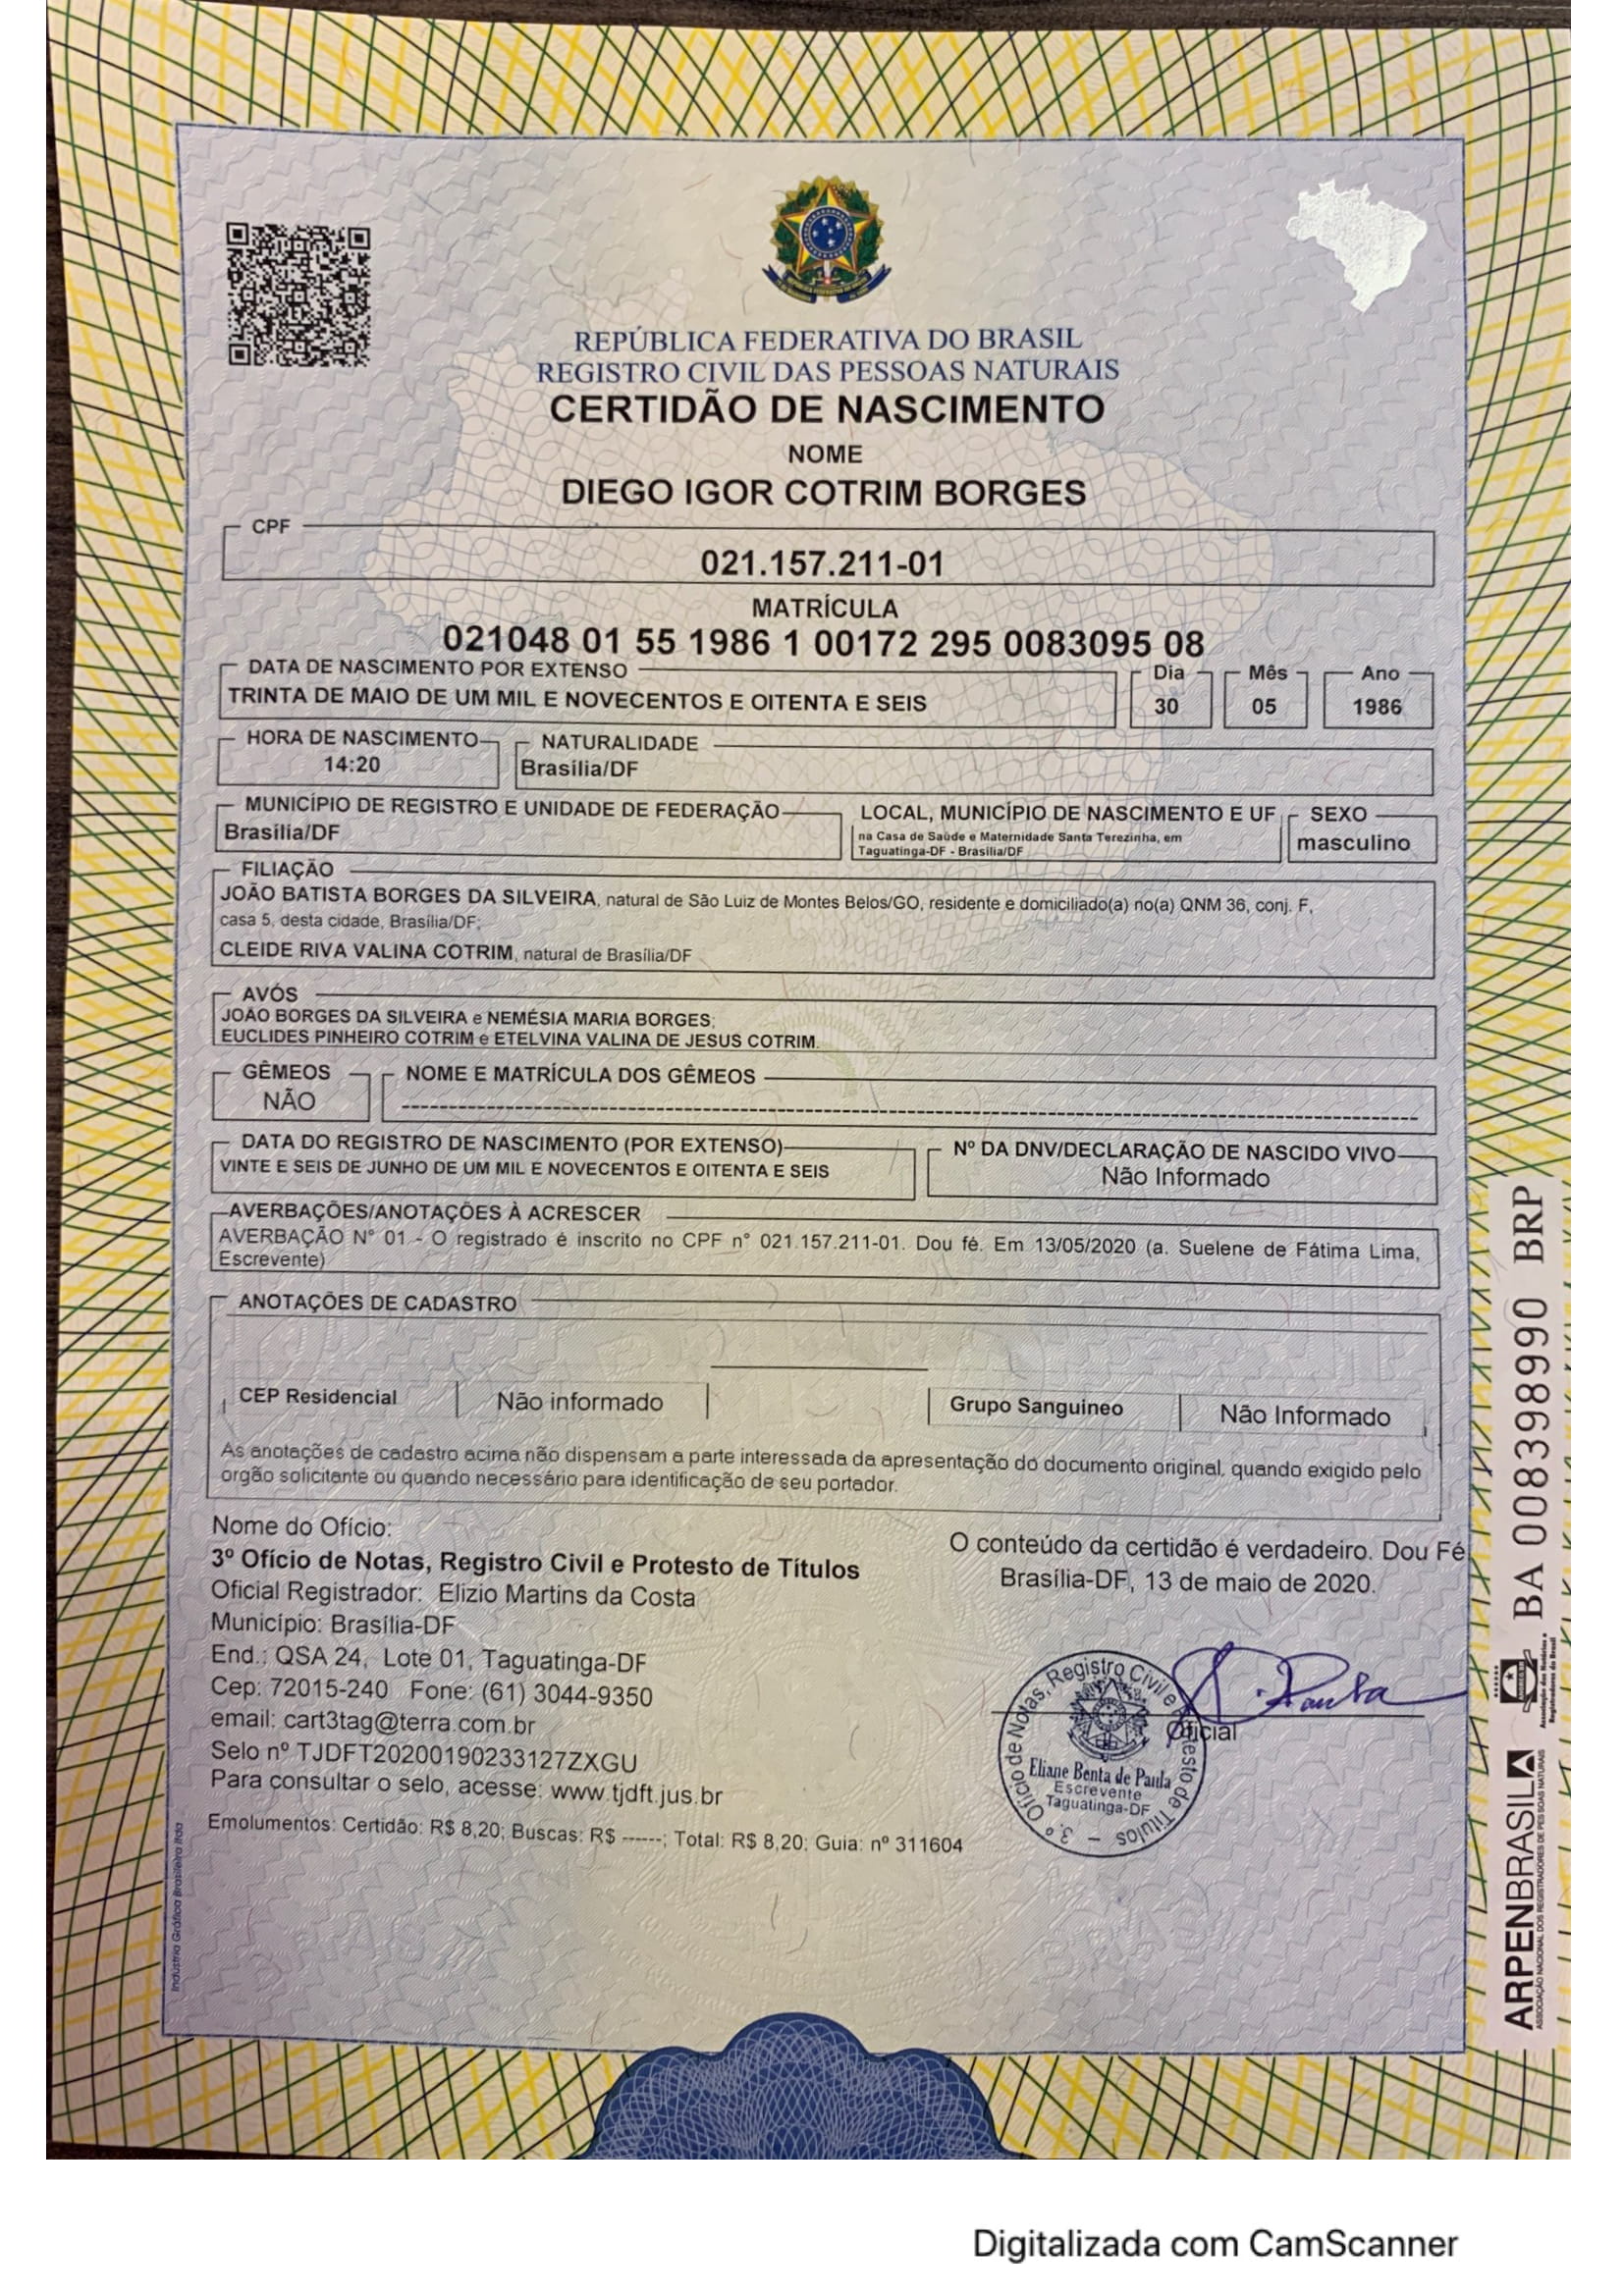 REPÚBLICA FEDERATIVA DO BRASIL
REGISTRO CIVIL DAS PESSOAS NATURAIS
CERTIDÃO DE NASCIMENTO
NOME
DIEGO IGOR COTRIM BORGES
CPF
021.157.211-01
MATRÍCULA
021048 01 55 1986 1 00172 295 0083095 08
DATA DE NASCIMENTO POR EXTENSO Dia Mês Ano
TRINTA DE MAIO DE UM MIL E NOVECENTOS E OITENTA E SEIS 30 05 1986
HORA DE NASCIMENTO NATURALIDADE
14:20 Brasília/DF
MUNICÍPIO DE REGISTRO E UNIDADE DE FEDERAÇÃO LOCAL, MUNICÍPIO DE NASCIMENTO E UF SEXO
Brasília/DF na Casa de Saúde e Maternidade Santa Terezinha, em
Taguatinga-DF - Brasília/DF masculino
FILIAÇÃO
JOÃO BATISTA BORGES DA SILVEIRA, natural de São Luiz de Montes Belos/GO, residente e domiciliado(a) no(a) QNM 36, conj. F,
casa 5, desta cidade, Brasília/DF;
CLEIDE RIVA VALINA COTRIM, natural de Brasília/DF
AVÓS
JOÃO BORGES DA SILVEIRA e NEMÉSIA MARIA BORGES;
EUCLIDES PINHEIRO COTRIM e ETELVINA VALINA DE JESUS COTRIM.
GÊMEOS NOME E MATRÍCULA DOS GÊMEOS
NÃO
DATA DO REGISTRO DE NASCIMENTO (POR EXTENSO) Nº DA DNV/DECLARAÇÃO DE NASCIDO VIVO
VINTE E SEIS DE JUNHO DE UM MIL E NOVECENTOS E OITENTA E SEIS Não Informado
AVERBAÇÕES/ANOTAÇÕES À ACRESCER
AVERBAÇÃO N° 01 - O registrado é inscrito no CPF n° 021.157.211-01. Dou fé. Em 13/05/2020 (a. Suelene de Fátima Lima,
Escrevente)
ANOTAÇÕES DE CADASTRO
CEP Residencial Não informado Grupo Sanguineo Não Informado
As anotações de cadastro acima não dispensam a parte interessada da apresentação do documento original, quando exigido pelo
orgão solicitante ou quando necessário para identificação de seu portador.
Nome do Ofício:
3º Ofício de Notas, Registro Civil e Protesto de Títulos
Oficial Registrador: Elizio Martins da Costa
Município: Brasília-DF
End.: QSA 24, Lote 01, Taguatinga-DF
Cep: 72015-240 Fone: (61) 3044-9350
email: cart3tag@terra.com.br
Selo nº TJDFT20200190233127ZXGU
Para consultar o selo, acesse: www.tjdft.jus.br
Emolumentos: Certidão: R$ 8,20; Buscas: R$ ------; Total: R$ 8,20; Guia: nº 311604
O conteúdo da certidão é verdadeiro. Dou Fé
Brasília-DF, 13 de maio de 2020.
Oficial
3.º Ofício de Notas, Registro Civil e Protesto de Títulos
Eliane Benta de Paula
Escrevente
Taguatinga-DF
Indústria Gráfica Brasileira ltda
BA 008398990 BRP
Associação dos Notários e
Registradores do Brasil
ARPENBRASIL
ASSOCIAÇÃO NACIONAL DOS REGISTRADORES DE PESSOAS NATURAIS
Digitalizada com CamScanner